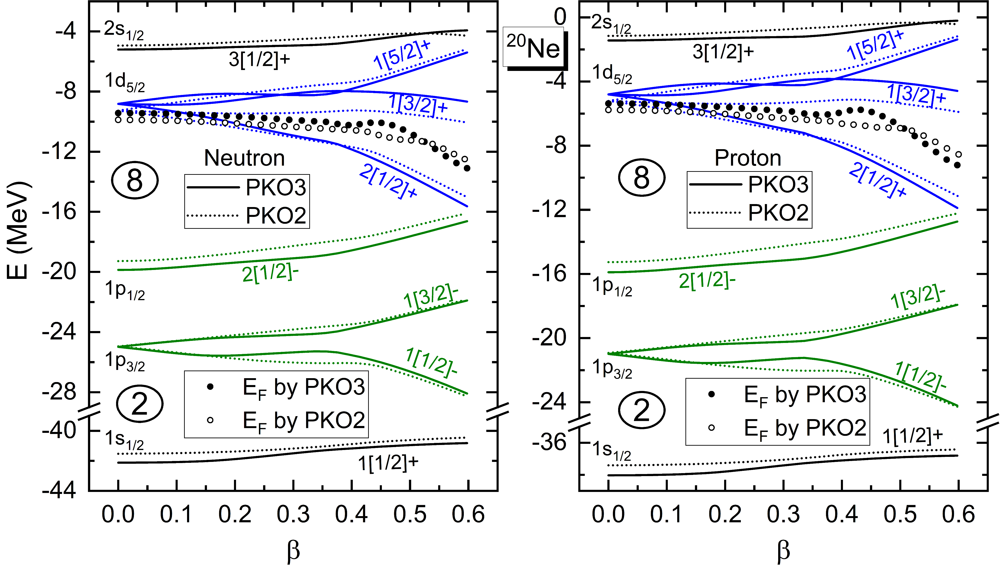 E (MeV)
-4
-8
-12
-16
-20
-24
-28
-40
-44
2s1/2
3[1/2]+
1d5/2
1[5/2]+
1[3/2]+
8
Neutron
PKO3
PKO2
2[1/2]+
2[1/2]-
1p1/2
1[3/2]-
1p3/2
1[1/2]-
2
EF by PKO3
EF by PKO2
1s1/2
1[1/2]+
0.0 0.1 0.2 0.3 0.4 0.5 0.6
β
20Ne
0
-4
-8
-12
-16
-20
-24
-36
2s1/2
3[1/2]+
1d5/2
1[5/2]+
1[3/2]+
8
Proton
PKO3
PKO2
2[1/2]+
2[1/2]-
1p1/2
1[3/2]-
1p3/2
1[1/2]-
2
EF by PKO3
EF by PKO2
1[1/2]+
1s1/2
0.0 0.1 0.2 0.3 0.4 0.5 0.6
β